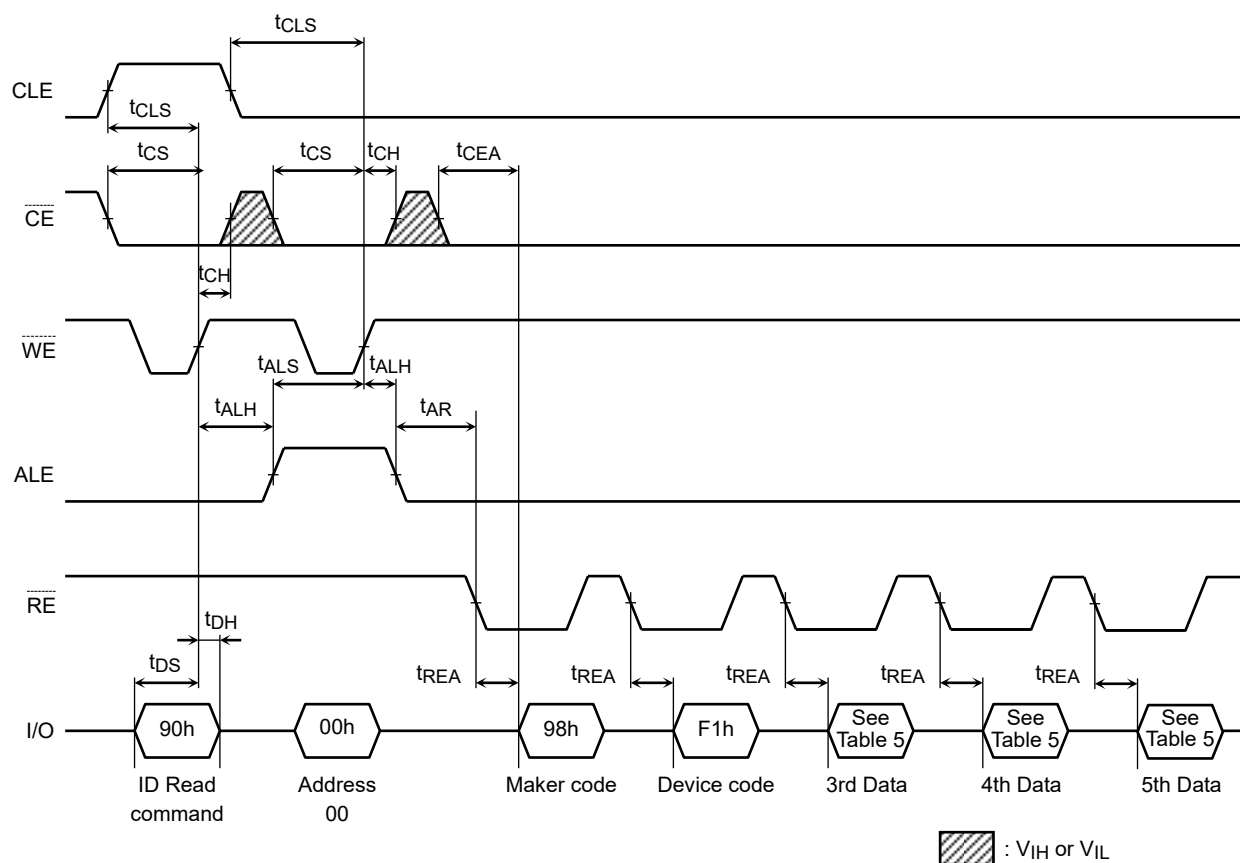 tCLS
CLE
tCLS
tCS
tCS
tCH
tCEA
CE
tCH
WE
tALS
tALH
tALH
tAR
ALE
RE
tDH
tDS
tREA
tREA
tREA
tREA
tREA
I/O
90h
00h
98h
F1h
See
Table 5
See
Table 5
See
Table 5
ID Read
command
Address
00
Maker code
Device code
3rd Data
4th Data
5th Data
: VIH or VIL